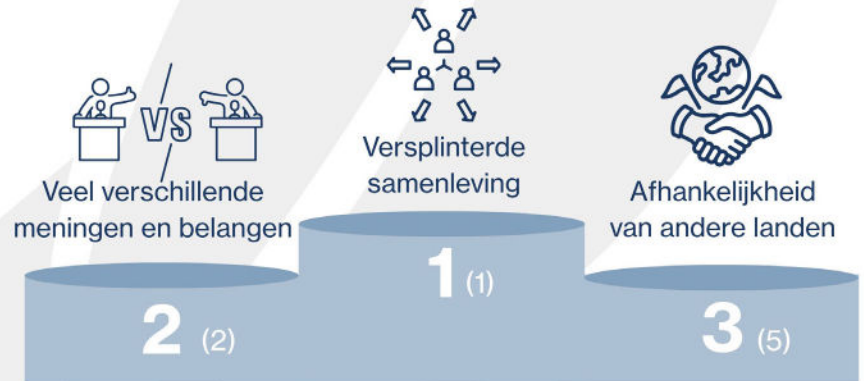 VS
Veel verschillende
meningen en belangen
2 (2)
Versplinterde
samenleving
1 (1)
Afhankelijkheid
van andere landen
3 (5)